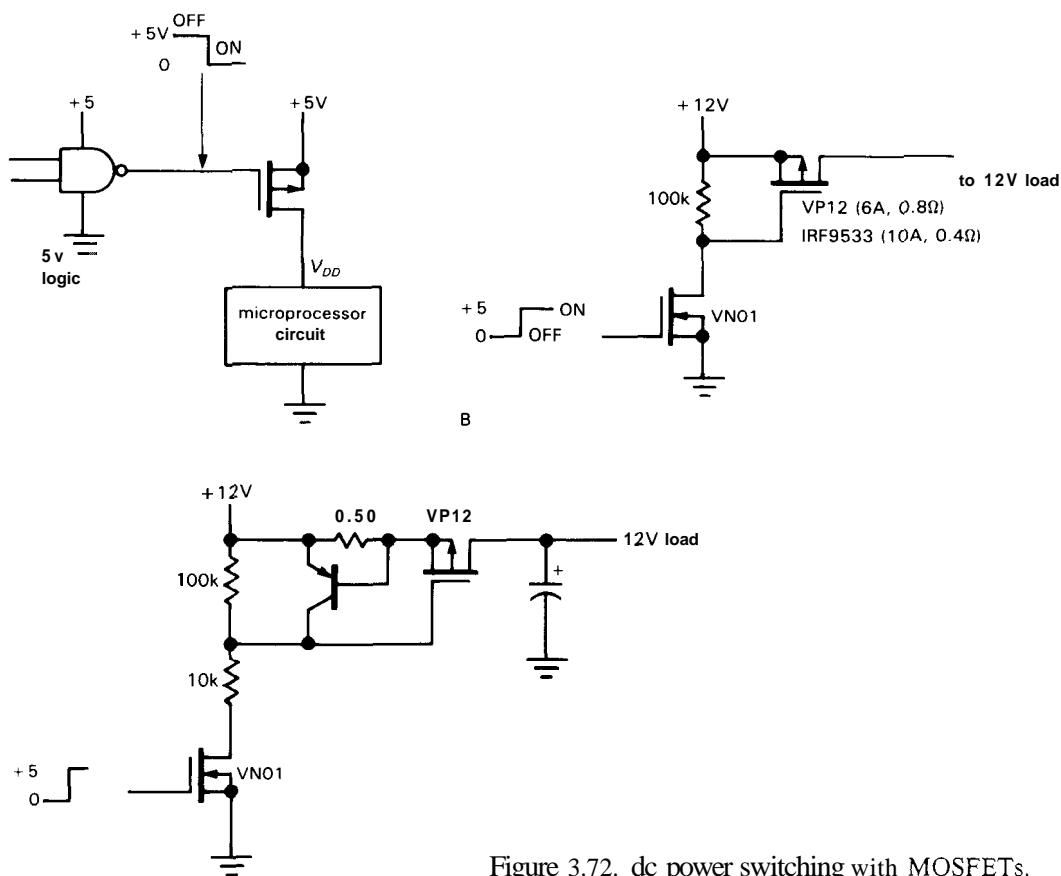 OFF
+5V
ON
0
+5
+5V
5 v
logic
V_DD
microprocessor
circuit
+12V
100k
to 12V load
VP12 (6A, 0.8Ω)
IRF9533 (10A, 0.4Ω)
+5
ON
0
OFF
VN01
B
+12V
0.50
VP12
12V load
100k
+
10k
+5
0
VN01
Figure 3.72. dc power switching with MOSFETs.